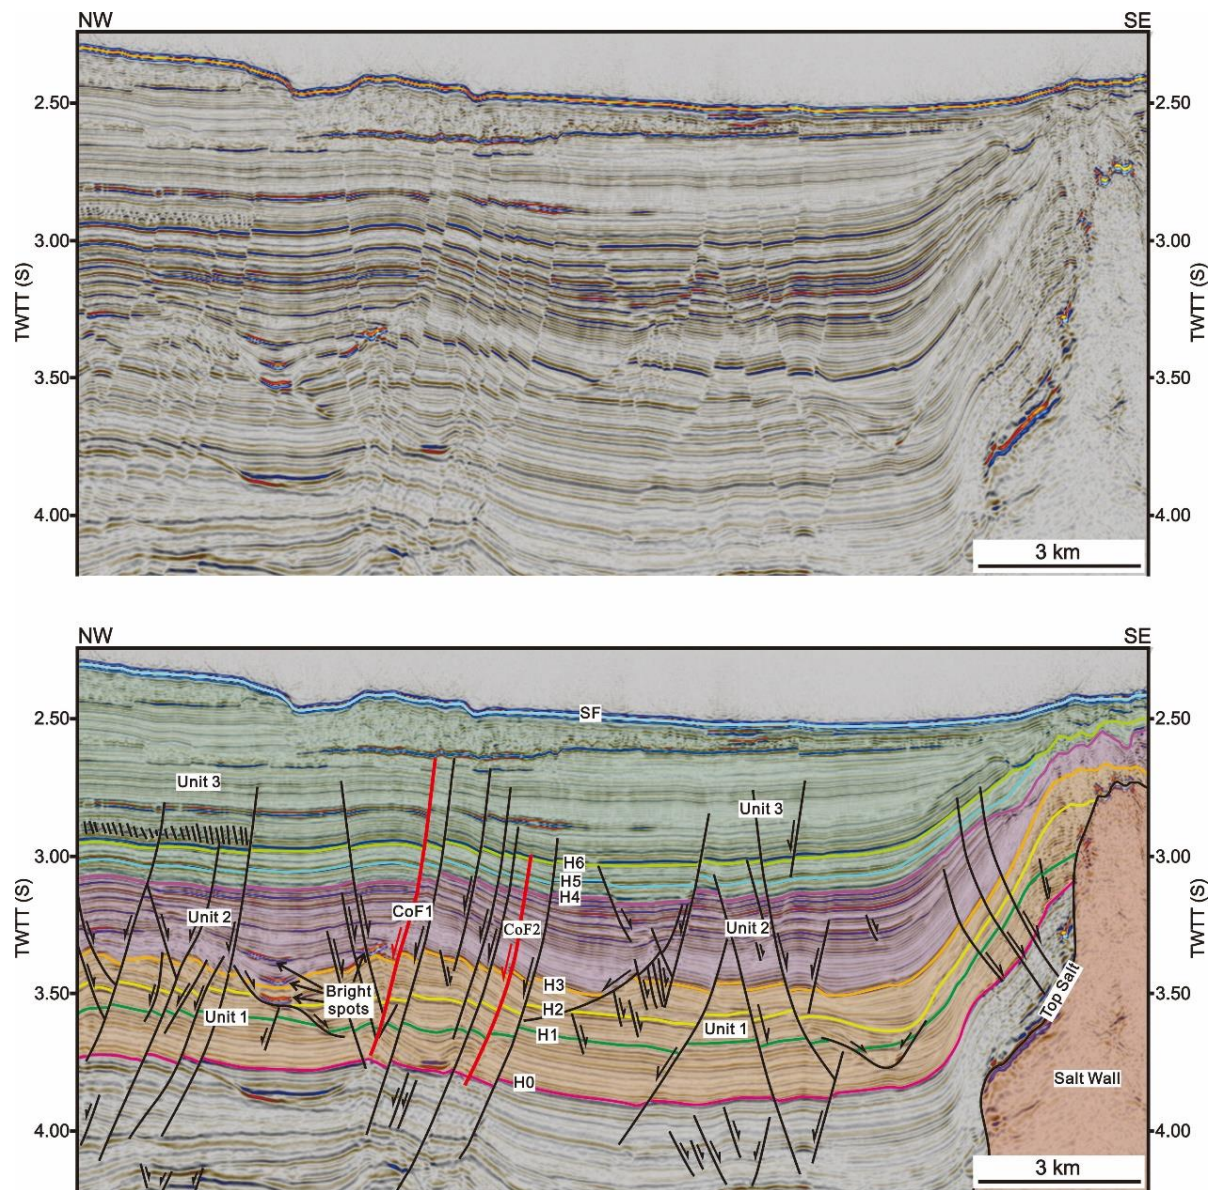 NW
SE
2.50
2.50
3.00
3.00
TWTT (S)
TWTT (S)
3.50
3.50
4.00
4.00
3 km
NW
SE
SF
2.50
2.50
Unit 3
Unit 3
3.00
3.00
H6
H5
H4
TWTT (S)
TWTT (S)
Unit 2
CoF1
CoF2
Unit 2
3.50
3.50
Bright
spots
H3
H2
Top Salt
Unit 1
H1
Unit 1
H0
Salt Wall
4.00
4.00
3 km